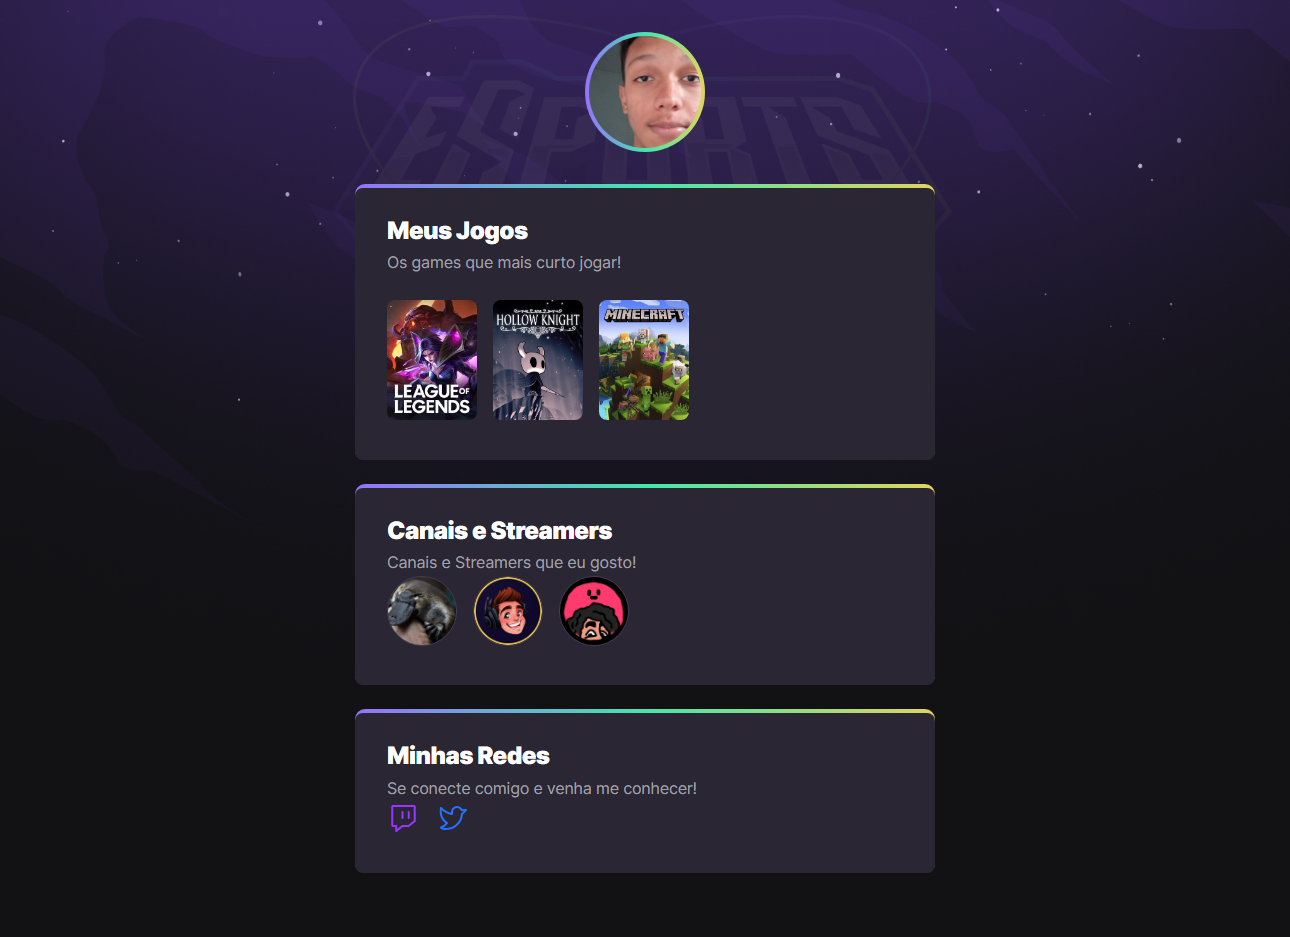 ESPORTS
Meus Jogos
Os games que mais curto jogar!
LEAGUE OF
LEGENDS
HOLLOW KNIGHT
MINECRAFT
Canais e Streamers
Canais e Streamers que eu gosto!
Minhas Redes
Se conecte comigo e venha me conhecer!